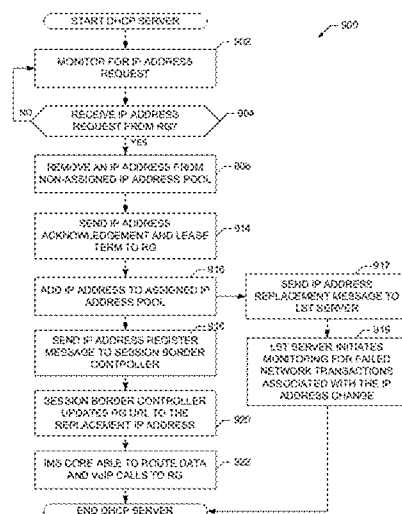 START DHCP SERVER
900
902
MONITOR FOR IP ADDRESS
REQUEST
NO
RECEIVE IP ADDRESS
REQUEST FROM RG?
904
YES
REMOVE AN IP ADDRESS FROM
NON-ASSIGNED IP ADDRESS POOL
908
SEND IP ADDRESS
ACKNOWLEDGEMENT AND LEASE
TERM TO RG
914
916
ADD IP ADDRESS TO ASSIGNED IP
ADDRESS POOL
917
SEND IP ADDRESS
REPLACEMENT MESSAGE TO
LST SERVER
SEND IP ADDRESS REGISTER
MESSAGE TO SESSION BORDER
CONTROLLER
919
LST SERVER INITIATES
MONITORING FOR FAILED
NETWORK TRANSACTIONS
ASSOCIATED WITH THE IP
ADDRESS CHANGE
SESSION BORDER CONTROLLER
UPDATES RG URL TO THE
REPLACEMENT IP ADDRESS
920
IMS CORE ABLE TO ROUTE DATA
AND VOIP CALLS TO RG
922
END DHCP SERVER